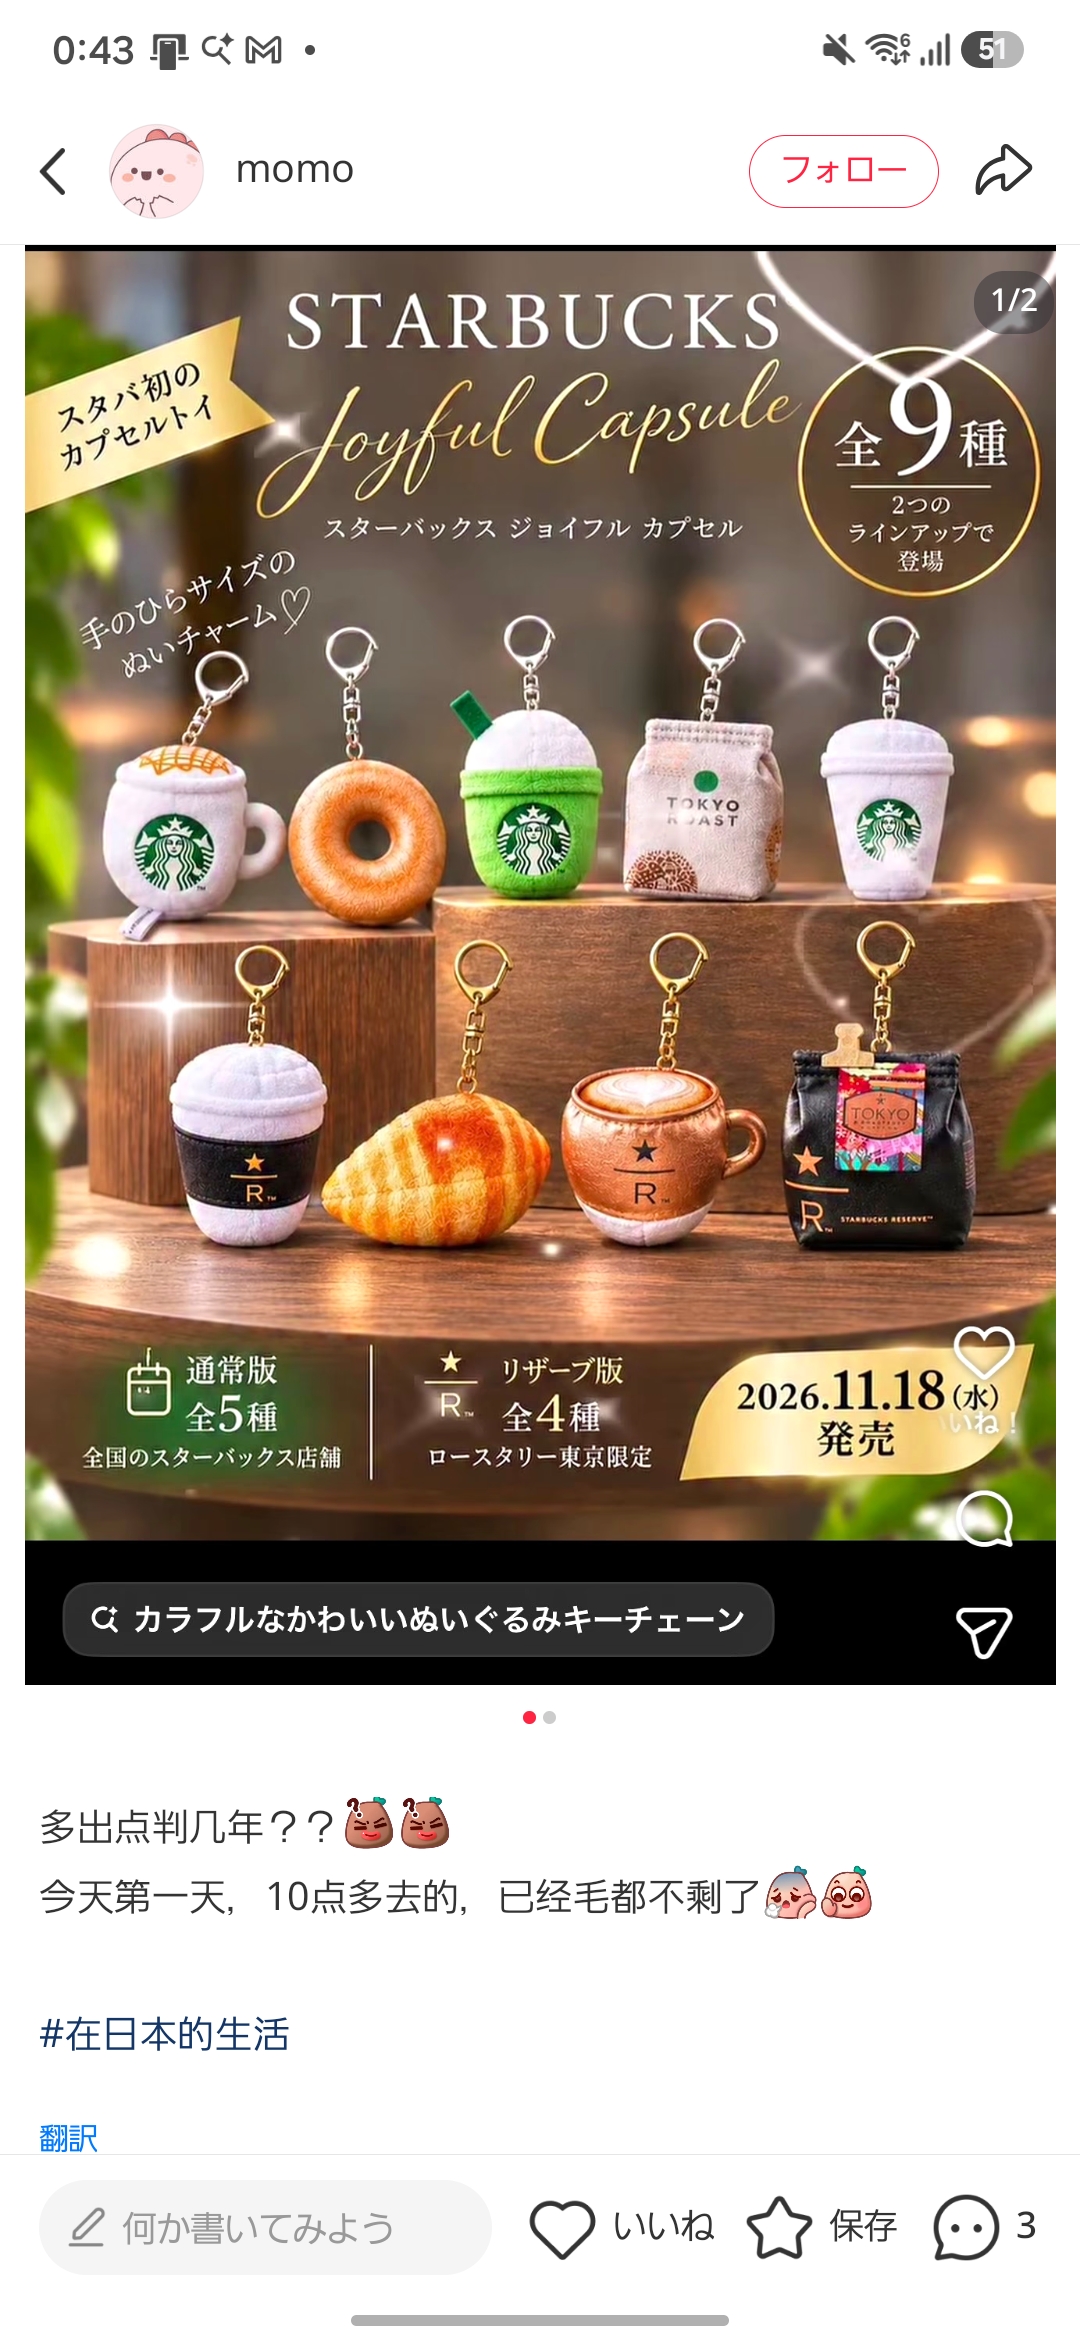 0:43
51
momo
フォロー
1/2
STARBUCKS
Joyful Capsule
スターバックス ジョイフル カプセル
スタバ初の
カプセルトイ
全9種
2つの
ラインアップで
登場
手のひらサイズの
ぬいチャーム♡
TOKYO
ROAST
R
R
TOKYO
R
STARBUCKS RESERVE™
通常版
全5種
全国のスターバックス店舗
R
リザーブ版
全4種
ロースタリー東京限定
2026.11.18(水)
発売
いいね!
カラフルなかわいいぬいぐるみキーチェーン
多出点判几年??
今天第一天，10点多去的，已经毛都不剩了
#在日本的生活
翻訳
何か書いてみよう
いいね
保存
3